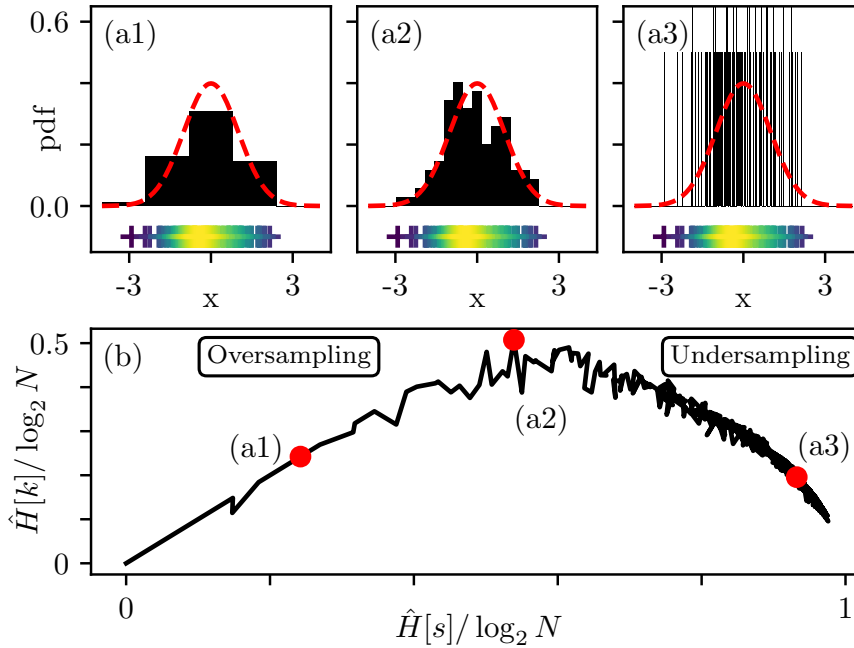 0.6
pdf
0.0
(a1)
(a2)
(a3)
-3
3
x
-3
3
x
-3
3
x
(b)
Oversampling
Undersampling
0.5
0
Ĥ[k]/ log₂ N
(a1)
(a2)
(a3)
0
1
Ĥ[s]/ log₂ N